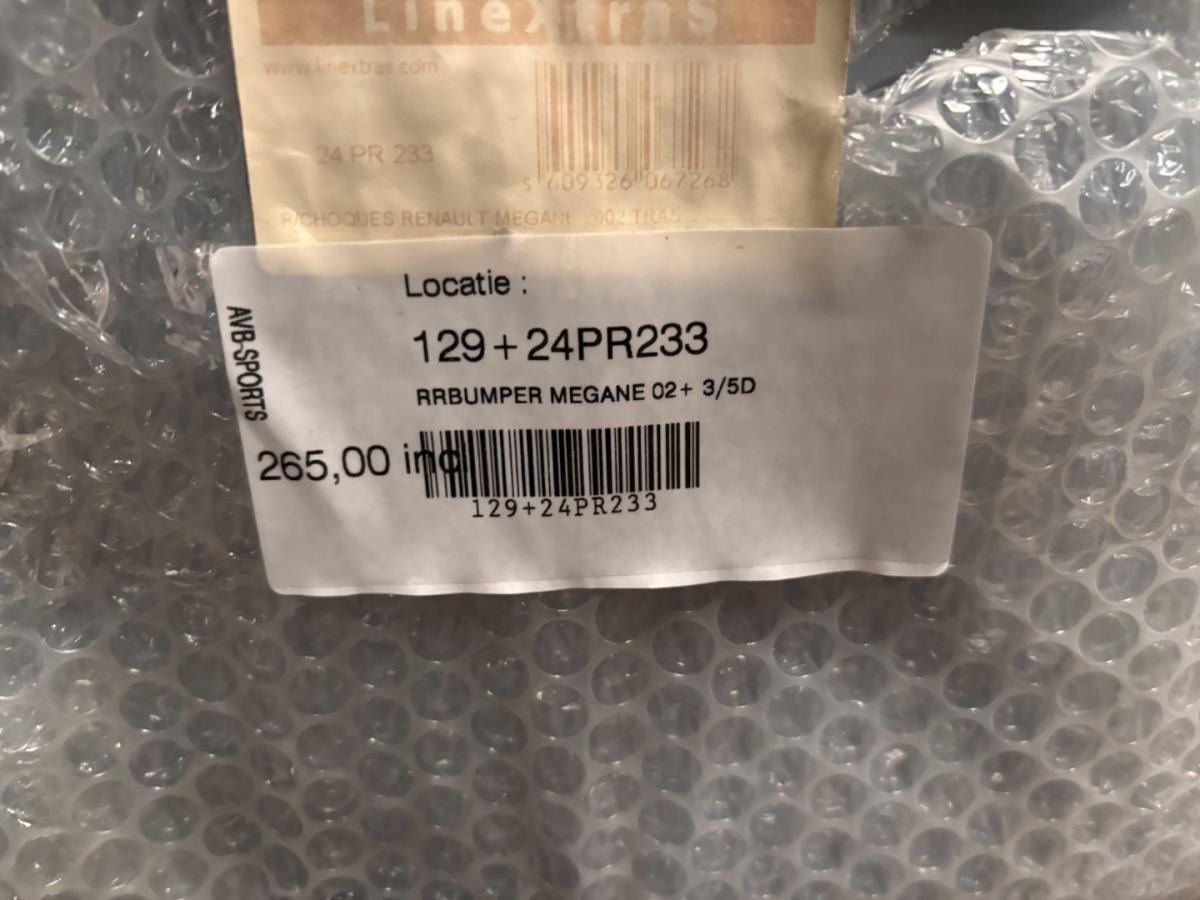 LineXtras
www.linextras.com
24 PR 233
5 609326 067268
P/CHOQUES RENAULT MEGANE 2002 TRAS
Locatie :
129+24PR233
RRBUMPER MEGANE 02+ 3/5D
AVB-SPORTS
265,00 inc
129+24PR233